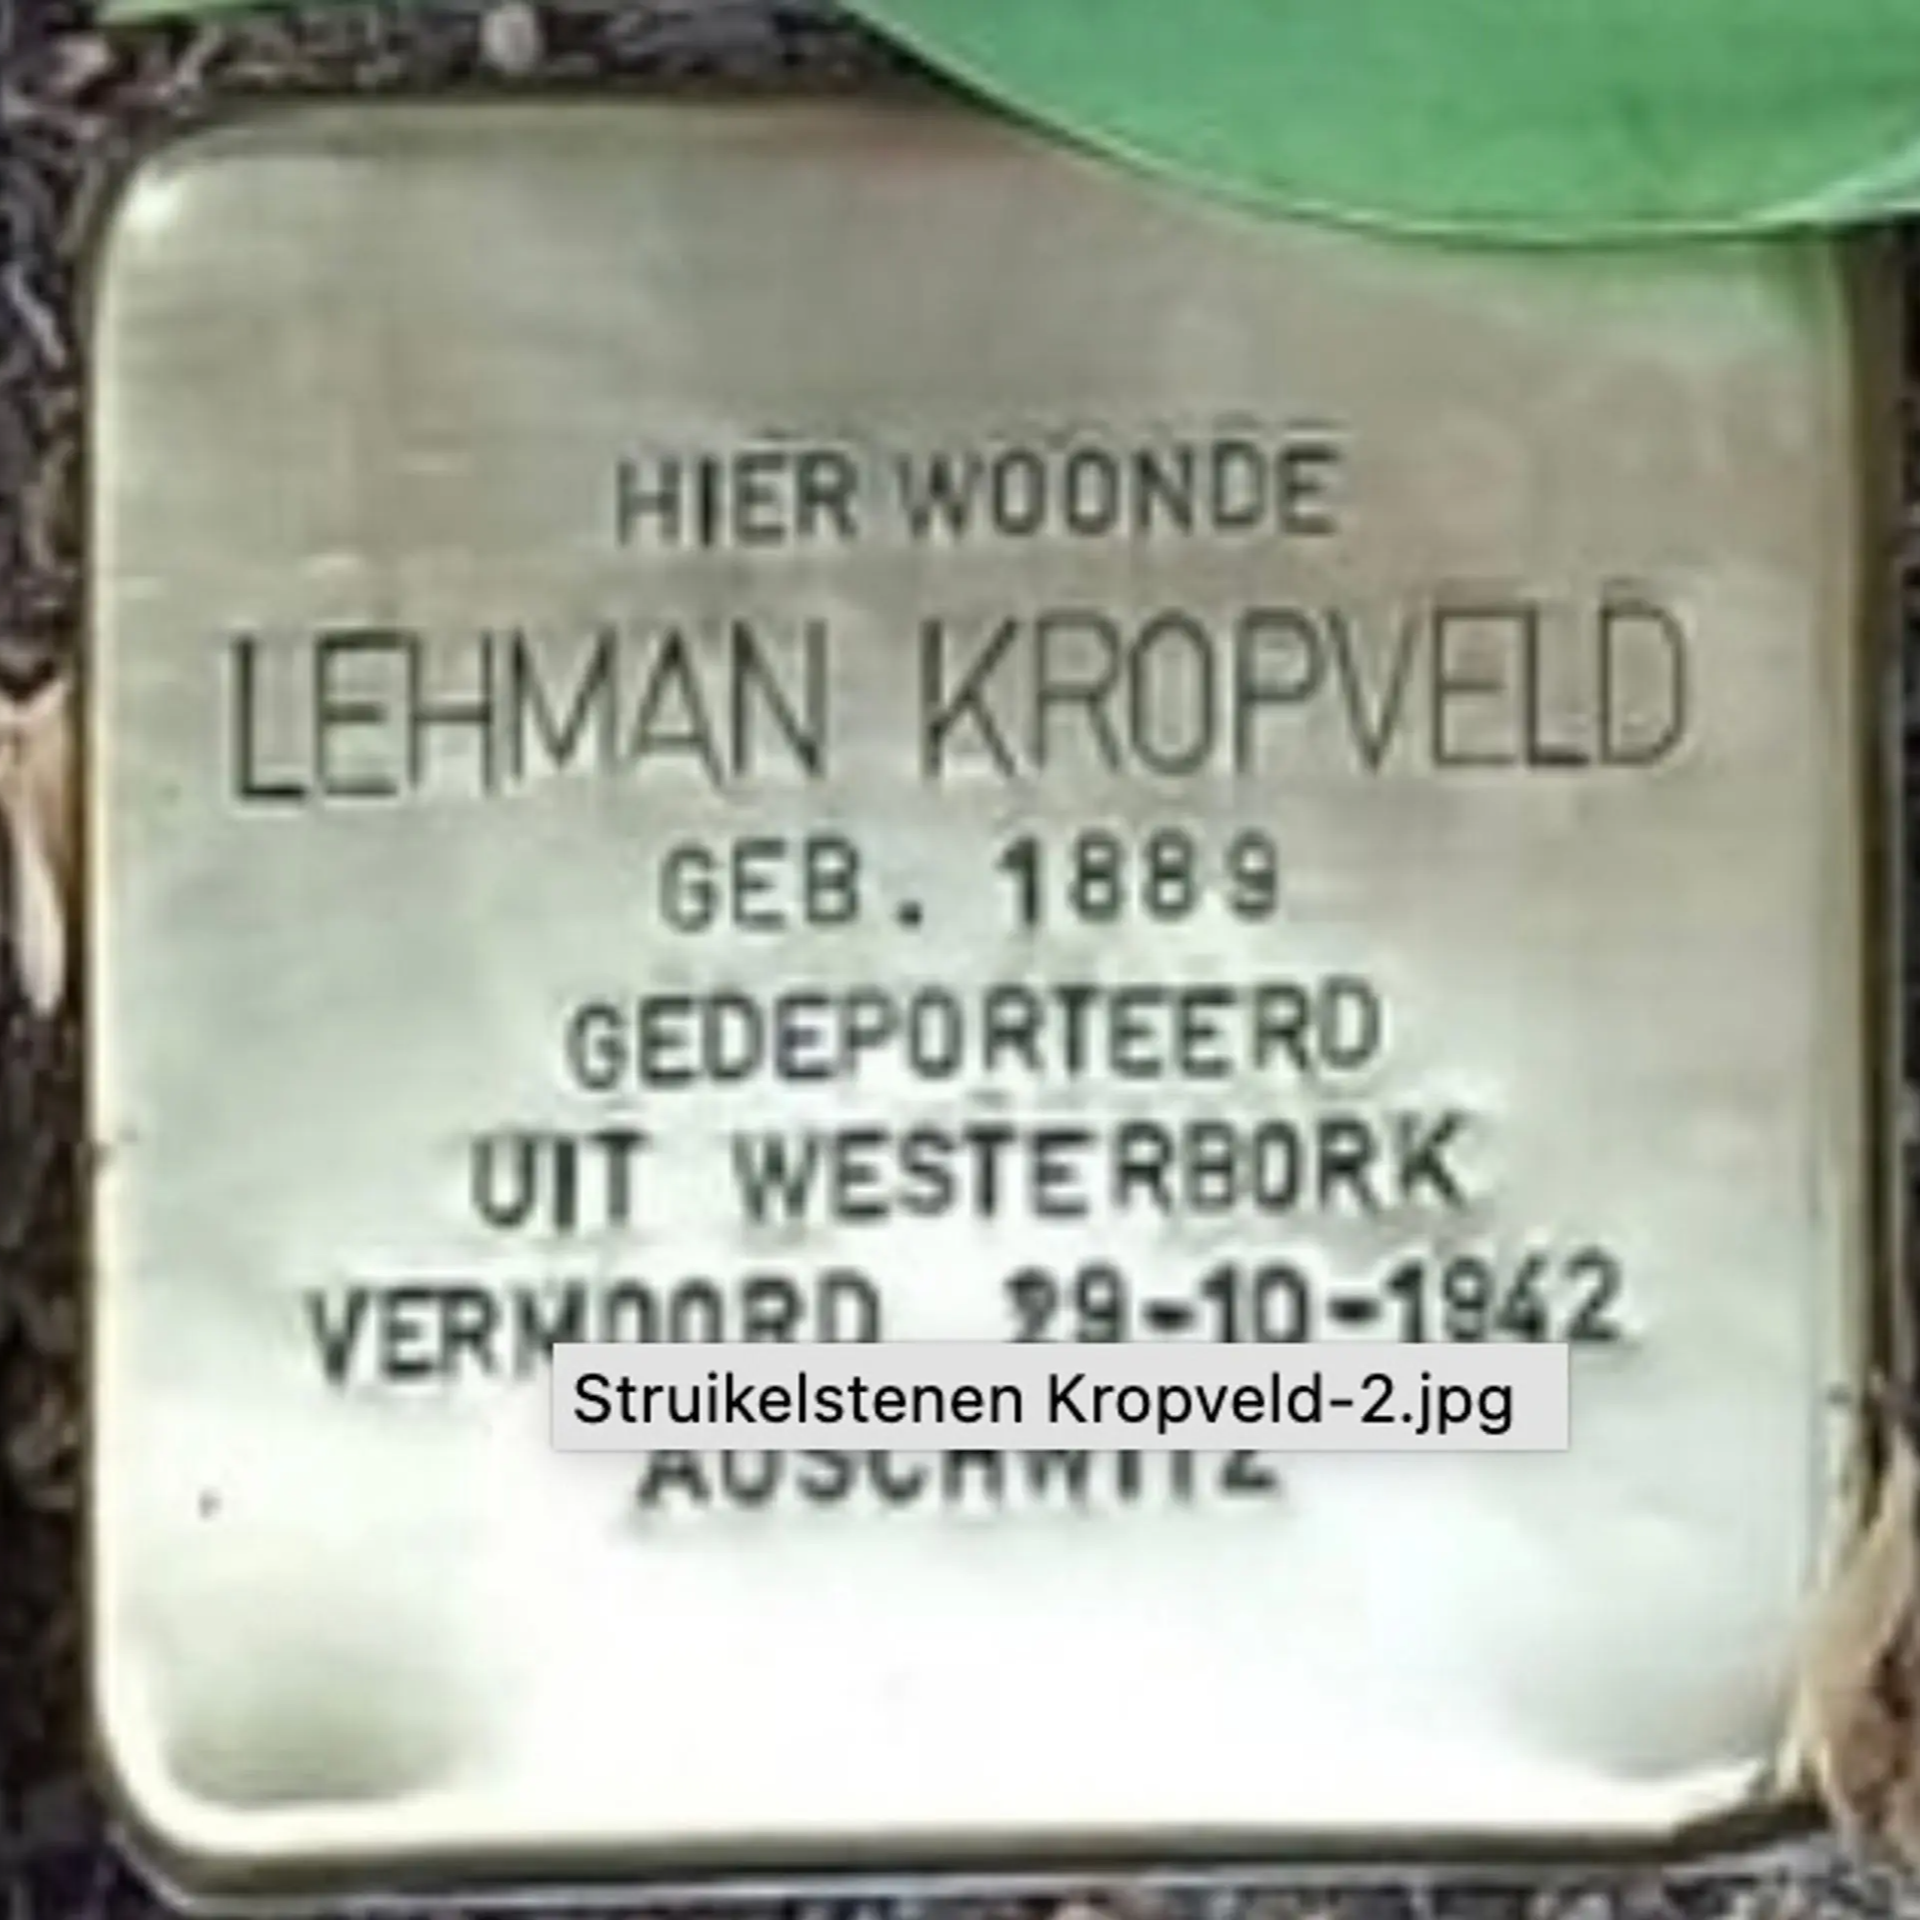 HIER WOONDE
LEHMAN KROPVELD
GEB. 1889
GEDEPORTEERD
UIT WESTERBORK
VERMOORD 29-10-1942
Struikelstenen Kropveld-2.jpg
AUSCHWITZ